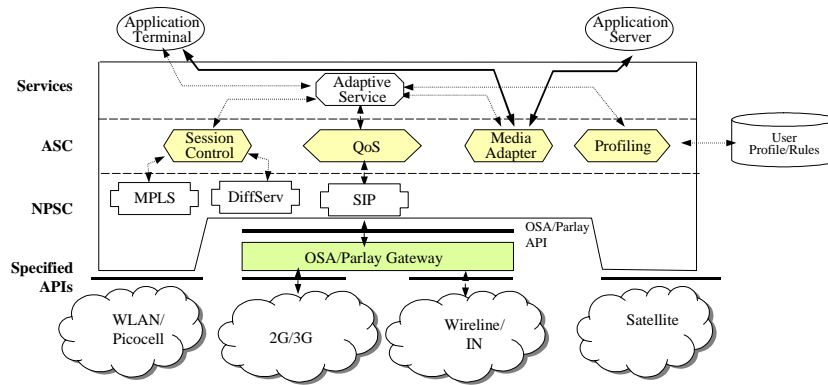 Application
Terminal
Application
Server
Services
Adaptive
Service
ASC
Session
Control
QoS
Media
Adapter
Profiling
User
Profile/Rules
NPSC
MPLS
DiffServ
SIP
OSA/Parlay
API
OSA/Parlay Gateway
Specified
APIs
WLAN/
Picocell
2G/3G
Wireline/
IN
Satellite